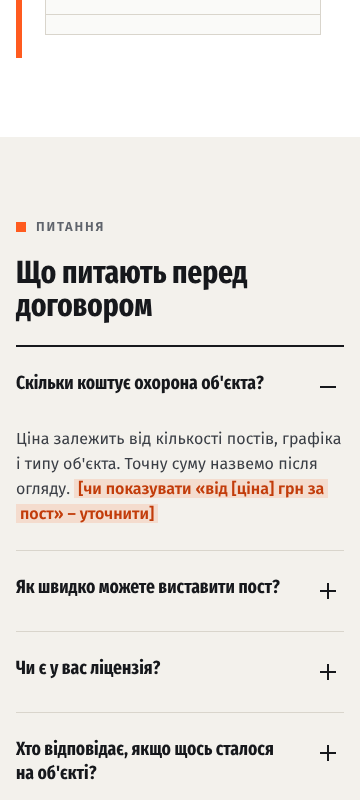 ПИТАННЯ
Що питають перед
договором
Скільки коштує охорона об'єкта?
Ціна залежить від кількості постів, графіка
і типу об'єкта. Точну суму назвемо після
огляду. [чи показувати «від [ціна] грн за
пост» – уточнити]
Як швидко можете виставити пост?
Чи є у вас ліцензія?
Хто відповідає, якщо щось сталося
на об'єкті?